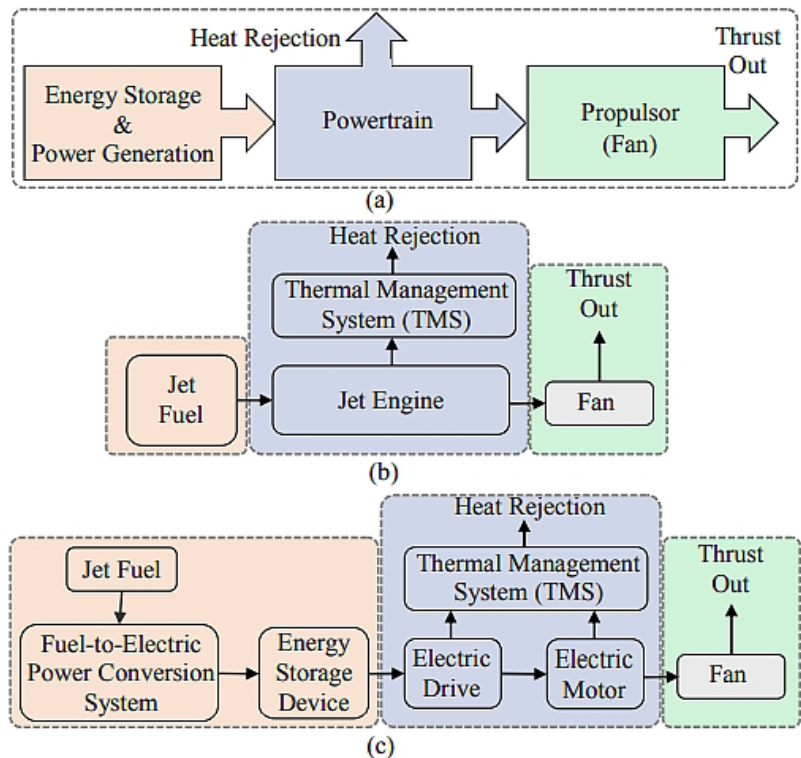 Heat Rejection
Thrust
Out
Energy Storage
&
Power Generation
Powertrain
Propulsor
(Fan)
(a)
Heat Rejection
Thermal Management
System (TMS)
Thrust
Out
Jet
Fuel
Jet Engine
Fan
(b)
Heat Rejection
Jet Fuel
Thermal Management
System (TMS)
Thrust
Out
Fuel-to-Electric
Power Conversion
System
Energy
Storage
Device
Electric
Drive
Electric
Motor
Fan
(c)